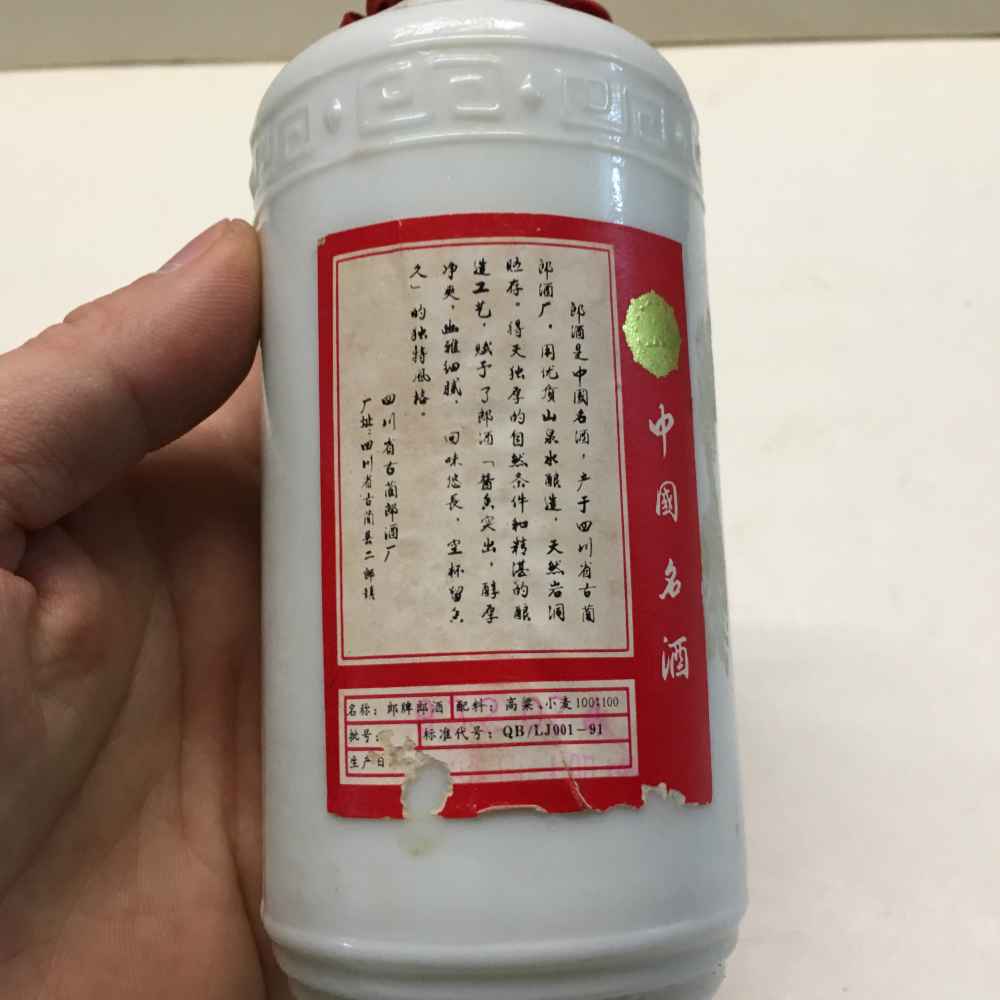 中國名酒
郎酒是中國名酒，产于四川省古蔺
郎酒厂。用优质山泉水酿造，天然岩洞
贮存。得天独厚的自然条件和精湛的酿
造工艺，赋予了郎酒「酱香突出，醇厚
净爽，幽雅细腻，回味悠長，空杯留香
久」的独特风格。
四川省古蔺郎酒厂
厂址：四川省古蔺县二郎镇
名称：郎牌郎酒 配料：高粱、小麦100:100
批号： 标准代号：QB/LJ001-91
生产日